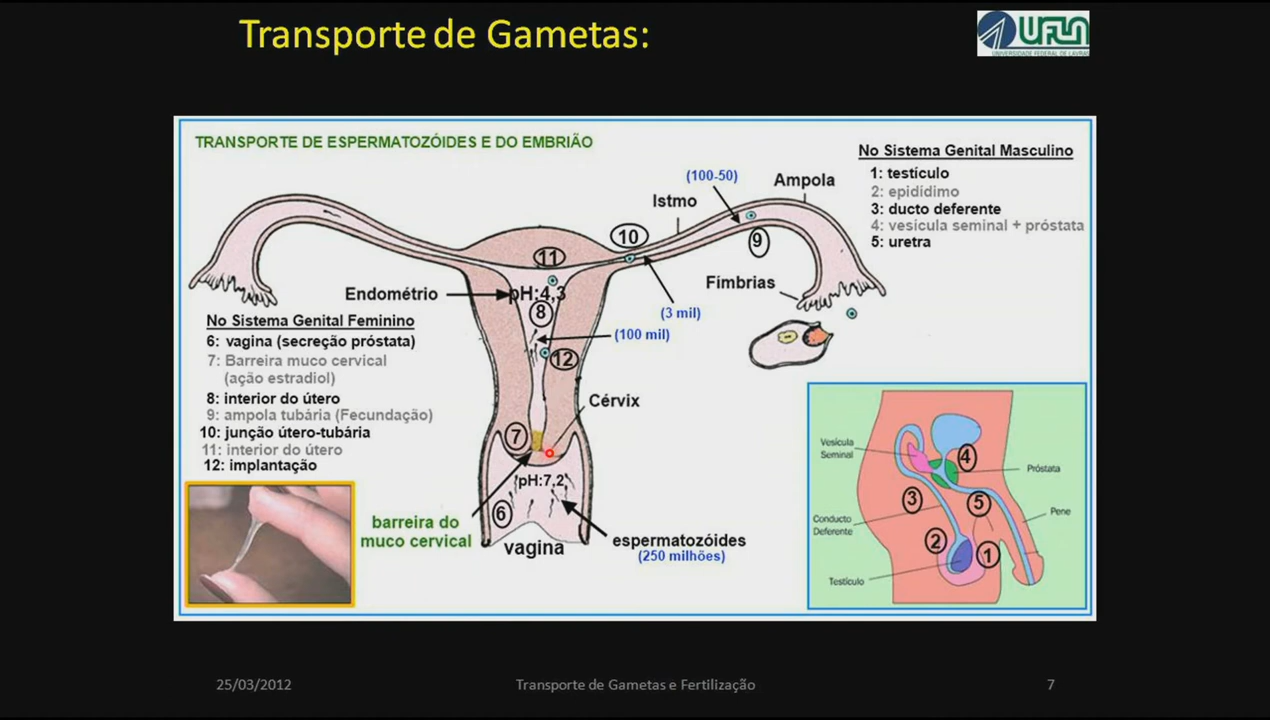 Transporte de Gametas:
UFLA
UNIVERSIDADE FEDERAL DE LAVRAS
TRANSPORTE DE ESPERMATOZÓIDES E DO EMBRIÃO
No Sistema Genital Masculino
1: testículo
2: epidídimo
3: ducto deferente
4: vesícula seminal + próstata
5: uretra
(100-50)
Ampola
Istmo
10
9
11
Fímbrias
Endométrio
pH:4,3
8
(3 mil)
(100 mil)
12
No Sistema Genital Feminino
6: vagina (secreção próstata)
7: Barreira muco cervical
(ação estradiol)
8: interior do útero
9: ampola tubária (Fecundação)
10: junção útero-tubária
11: interior do útero
12: implantação
Cérvix
7
pH:7,2
6
barreira do
muco cervical
vagina
espermatozóides
(250 milhões)
Vesícula
Seminal
4
Próstata
3
5
Pene
Conducto
Deferente
2
1
Testículo
25/03/2012
Transporte de Gametas e Fertilização
7